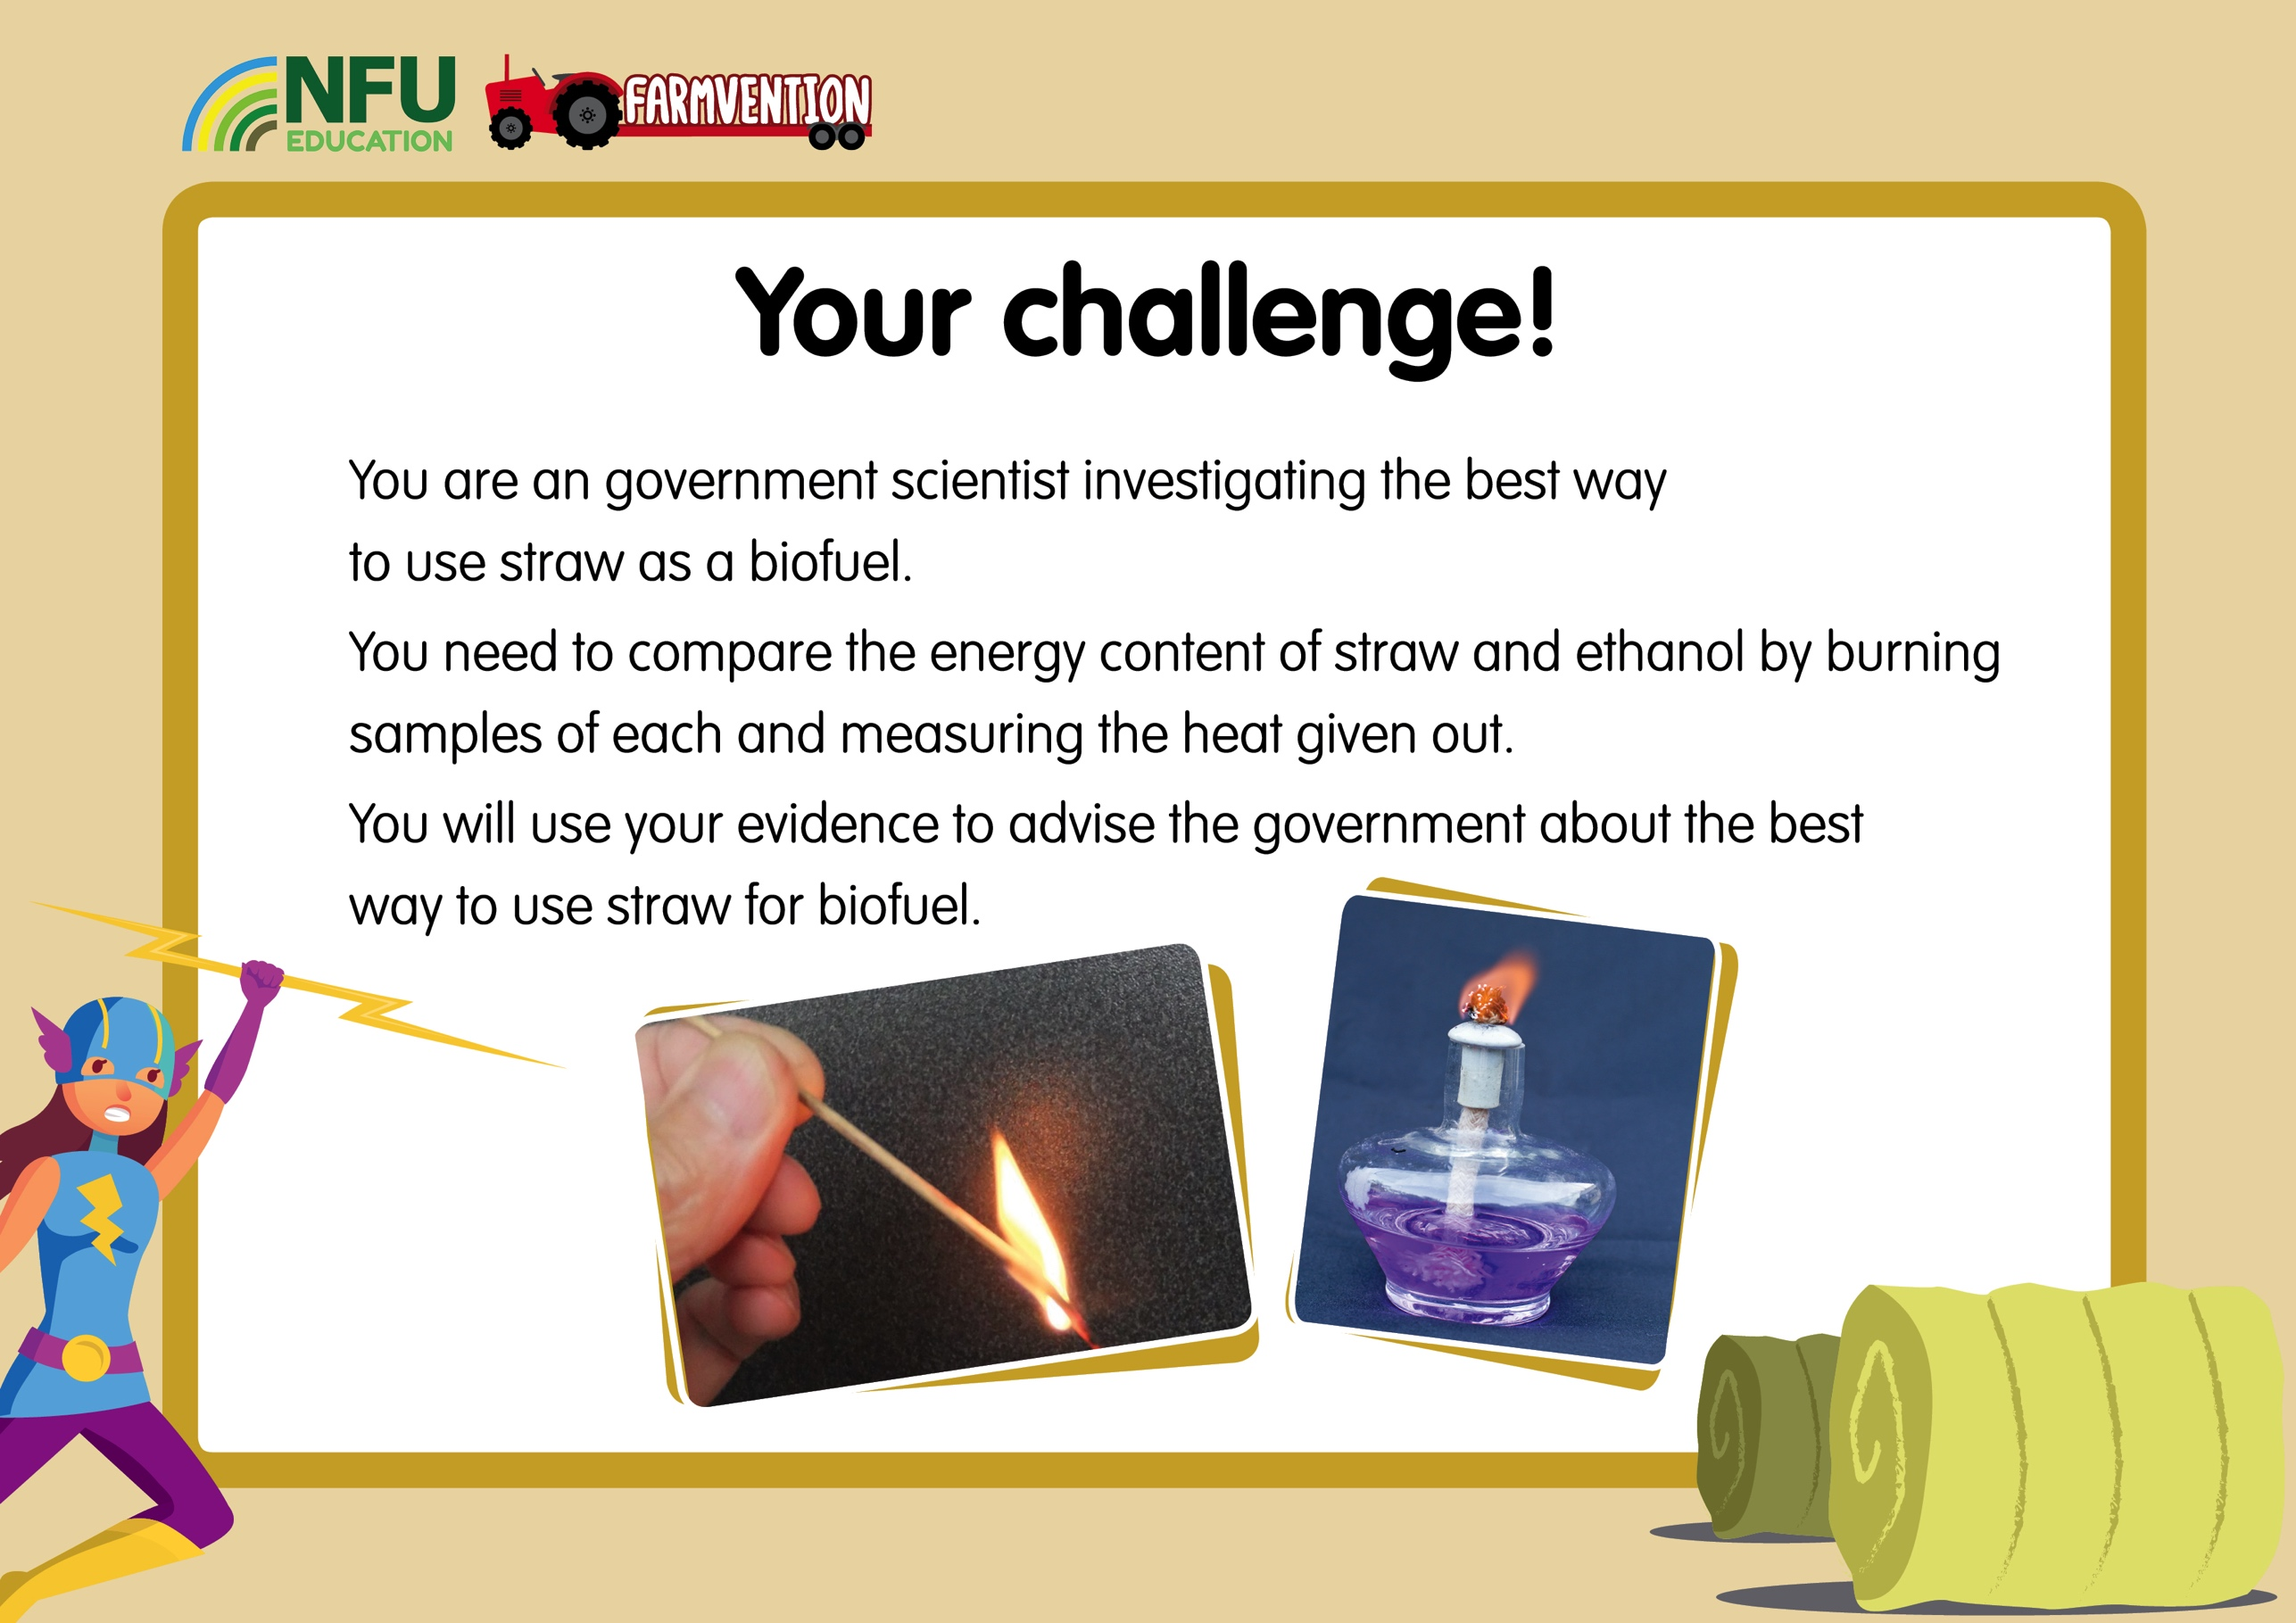 NFU
EDUCATION
FARMVENTION
Your challenge!
You are an government scientist investigating the best way
to use straw as a biofuel.
You need to compare the energy content of straw and ethanol by burning
samples of each and measuring the heat given out.
You will use your evidence to advise the government about the best
way to use straw for biofuel.